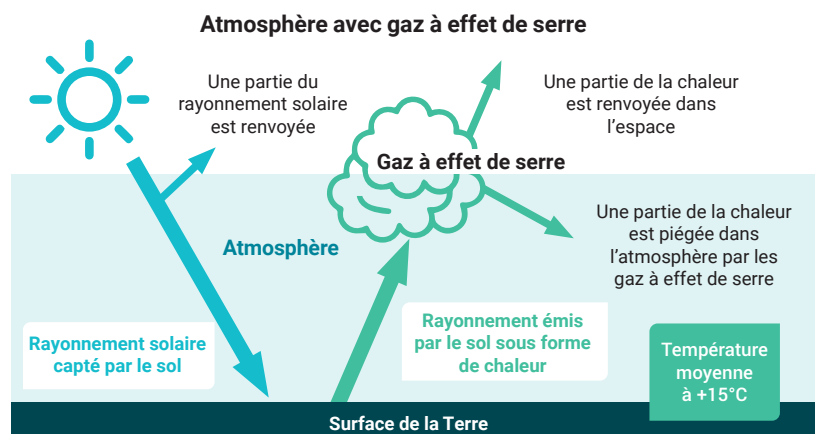 Atmosphère avec gaz à effet de serre
Une partie du
rayonnement solaire
est renvoyée
Une partie de la chaleur
est renvoyée dans
l'espace
Gaz à effet de serre
Une partie de la chaleur
est piégée dans
l'atmosphère par les
gaz à effet de serre
Atmosphère
Rayonnement solaire
capté par le sol
Rayonnement émis
par le sol sous forme
de chaleur
Température
moyenne
à +15°C
Surface de la Terre